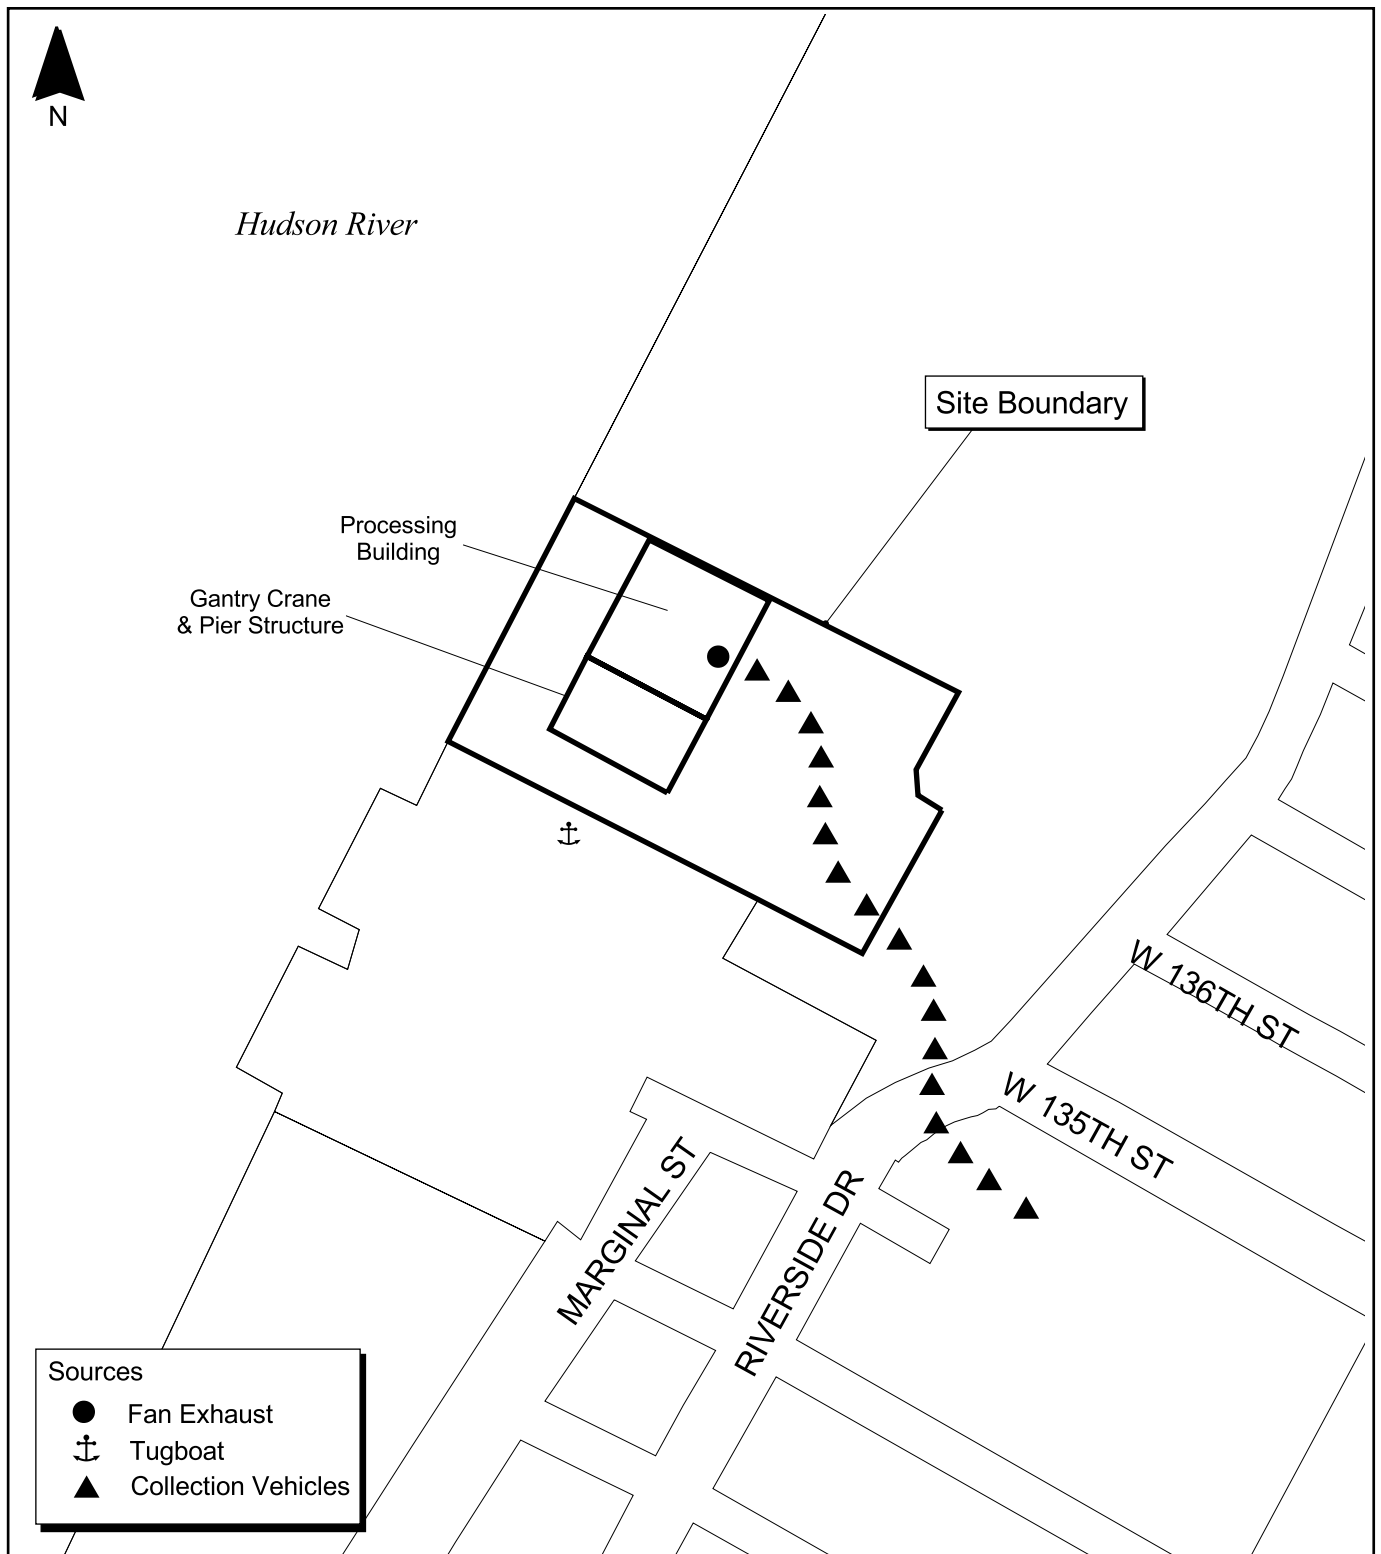 N
Hudson River
Site Boundary
Processing
Building
Gantry Crane
& Pier Structure
W 136TH ST
W 135TH ST
MARGINAL ST
RIVERSIDE DR
Sources
Fan Exhaust
Tugboat
Collection Vehicles